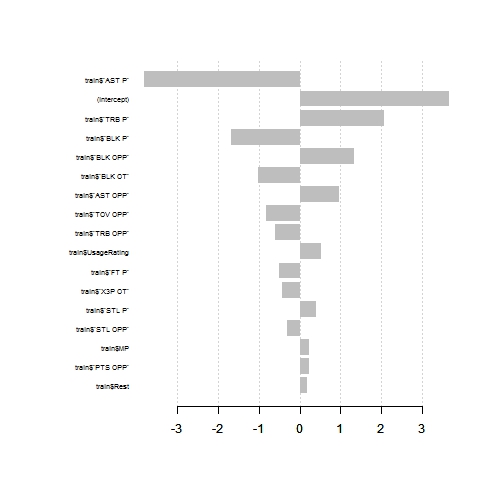 train$`AST P`
(Intercept)
train$`TRB P`
train$`BLK P`
train$`BLK OPP`
train$`BLK OT`
train$`AST OPP`
train$`TOV OPP`
train$`TRB OPP`
train$UsageRating
train$`FT P`
train$`X3P OT`
train$`STL P`
train$`STL OPP`
train$MP
train$`PTS OPP`
train$Rest
-3 -2 -1 0 1 2 3